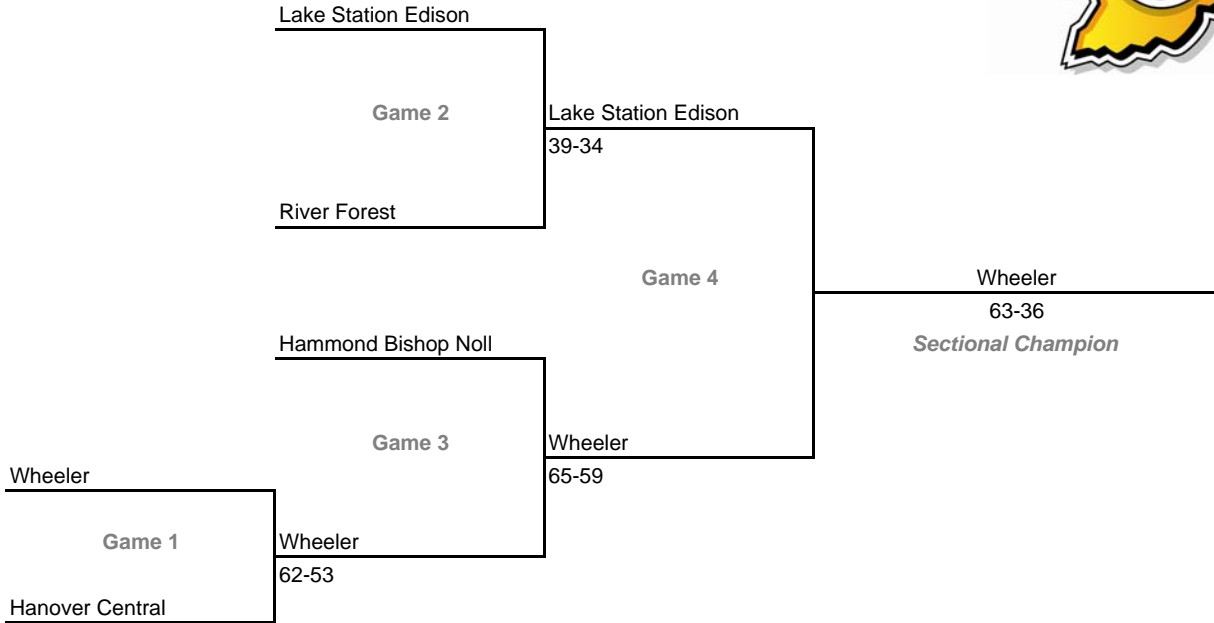 Lake Station Edison
Game 2
Lake Station Edison
39-34
River Forest
Game 4
Wheeler
63-36
Sectional Champion
Hammond Bishop Noll
Game 3
Wheeler
65-59
Wheeler
Game 1
Wheeler
62-53
Hanover Central